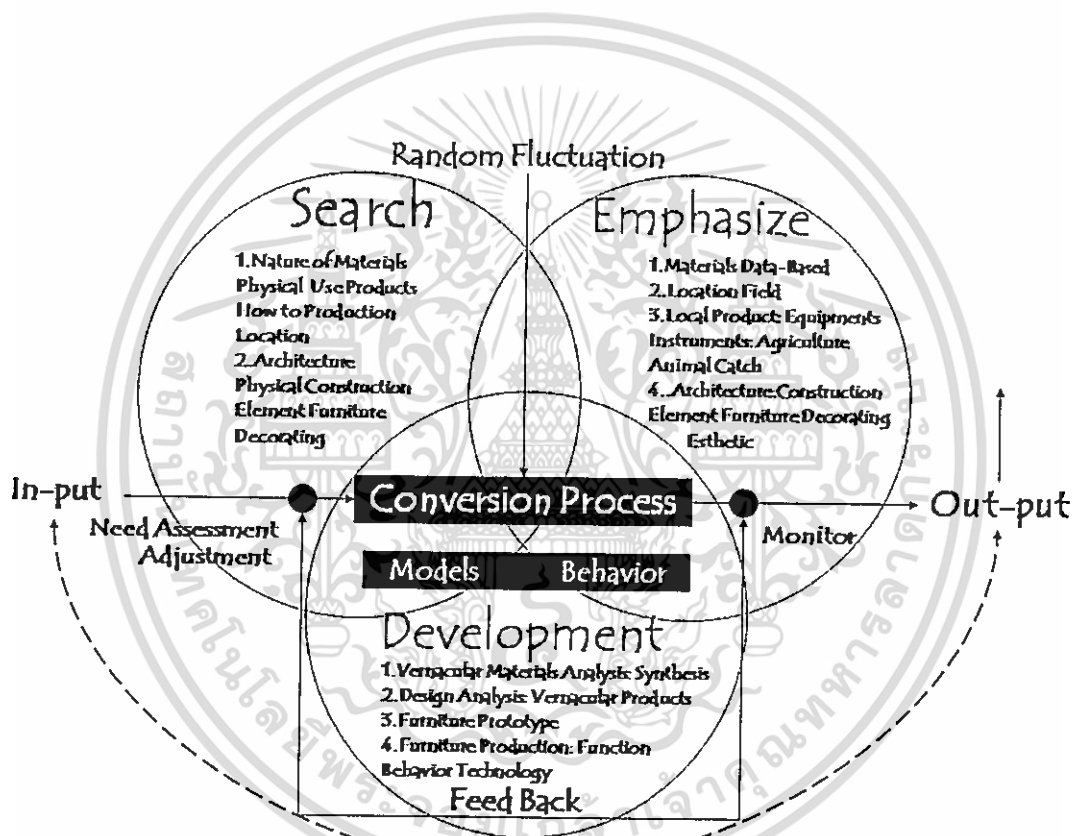 Random Fluctuation
Search
1.Nature of Materials
Physical Use Products
How to Production
Location
2.Architecture
Physical Construction
Element Furniture
Decorating
Emphasize
1.Materials Data-Based
2.Location Field
3.Local Product: Equipments
Instruments: Agriculture
Animal Catch
4. Architecture:Construction
Element Furniture Decorating
Esthetic
In-put
Need Assessment
Adjustment
Conversion Process
Out-put
Monitor
Models Behavior
Development
1.Vernacular Materials Analysis: Synthesis
2.Design Analysis: Vernacular Products
3.Furniture Prototype
4.Furniture Production: Function
Behavior Technology
Feed Back